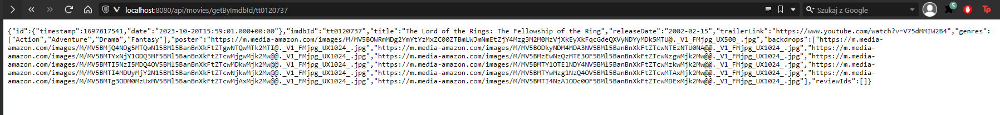 localhost:8080/api/movies/getByImdbId/tt0120737
Szukaj z Google
S
Tp
{"id":{"timestamp":1697817541,"date":"2023-10-20T15:59:01.000+00:00"},"imdbId":"tt0120737","title":"The Lord of the Rings: The Fellowship of the Ring","releaseDate":"2002-02-15","trailerLink":"https://www.youtube.com/watch?v=V75dMMIW2B4","genres":
["Action","Adventure","Drama","Fantasy"],"poster":"https://m.media-amazon.com/images/M/MV5BOWRmMDg2YmYtYzMxZC00ZTBmLWJmNmEtZjY4Mzg3M2M0MzVjXkEyXkFqcGdeQXVyNDYyMDk5MTU@._V1_FMjpg_UX500_.jpg","backdrops":["https://m.media-
amazon.com/images/M/MV5BMjQ4NDg5MTQwNl5BMl5BanBnXkFtZTgwNTQwMTk2MTI@._V1_FMjpg_UX1024_.jpg","https://m.media-amazon.com/images/M/MV5BODkyNDM4MDA3NV5BMl5BanBnXkFtZTcwNTEzNTU0NA@@._V1_FMjpg_UX1024_.jpg","https://m.media-
amazon.com/images/M/MV5BMTYxNjY1ODQ3MF5BMl5BanBnXkFtZTcwMjgwMjk2Mw@@._V1_FMjpg_UX1024_.jpg","https://m.media-amazon.com/images/M/MV5BMzEwNzQzMTE3OF5BMl5BanBnXkFtZTcwNzgwMjk2Mw@@._V1_FMjpg_UX1024_.jpg","https://m.media-
amazon.com/images/M/MV5BMTI5NzI5MDQ4OV5BMl5BanBnXkFtZTcwMDkwMjk2Mw@@._V1_FMjpg_UX1024_.jpg","https://m.media-amazon.com/images/M/MV5BMTY1OTE1NDY4NV5BMl5BanBnXkFtZTcwMzkwMjk2Mw@@._V1_FMjpg_UX1024_.jpg","https://m.media-
amazon.com/images/M/MV5BMTI4MDUyMjY2N15BMl5BanBnXkFtZTcwNjkwMjk2Mw@@._V1_FMjpg_UX1024_.jpg","https://m.media-amazon.com/images/M/MV5BMTYwMzg1NzQ4OV5BMl5BanBnXkFtZTcwMTAxMjk2Mw@@._V1_FMjpg_UX1024_.jpg","https://m.media-
amazon.com/images/M/MV5BMTg3ODM0MzUxMV5BMl5BanBnXkFtZTcwMjAxMjk2Mw@@._V1_FMjpg_UX1024_.jpg","https://m.media-amazon.com/images/M/MV5BMTI4NzA1ODc0OF5BMl5BanBnXkFtZTcwMDExMjk2Mw@@._V1_FMjpg_UX1024_.jpg"],"reviewIds":[]}